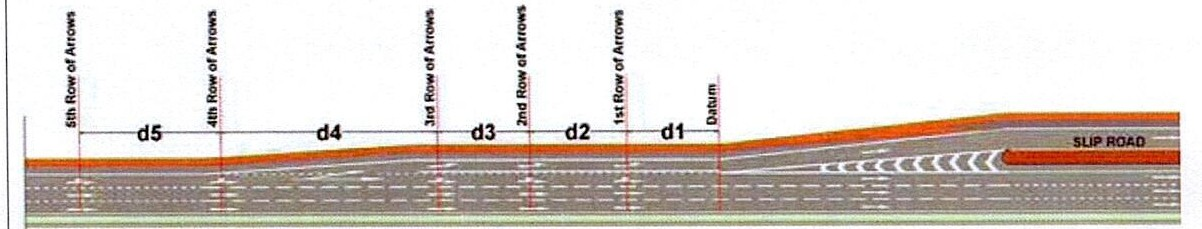 5th Row of Arrows
4th Row of Arrows
3rd Row of Arrows
2nd Row of Arrows
1st Row of Arrows
Datum
d5
d4
d3
d2
d1
SLIP ROAD